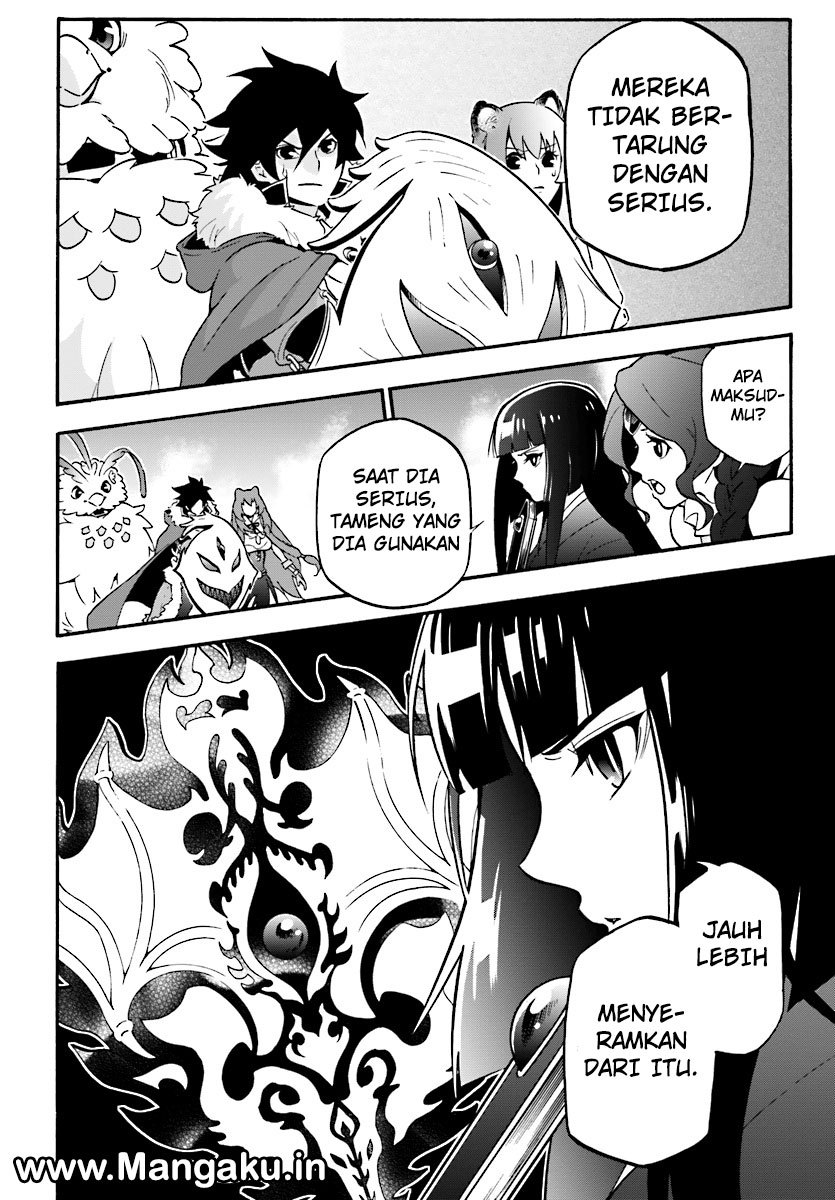 MEREKA
TIDAK BER-
TARUNG
DENGAN
SERIUS.
APA
MAKSUD-
MU?
SAAT DIA
SERIUS,
TAMENG YANG
DIA GUNAKAN
JAUH
LEBIH
MENYE-
RAMKAN
DARI ITU.
www.Mangaku.in